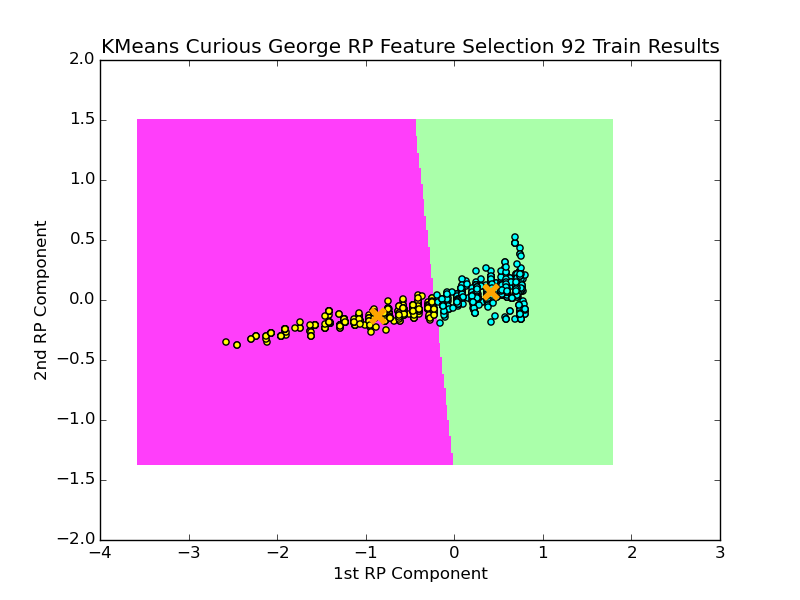 KMeans Curious George RP Feature Selection 92 Train Results
2.0
1.5
1.0
0.5
0.0
−0.5
−1.0
−1.5
−2.0
2nd RP Component
−4 −3 −2 −1 0 1 2 3
1st RP Component